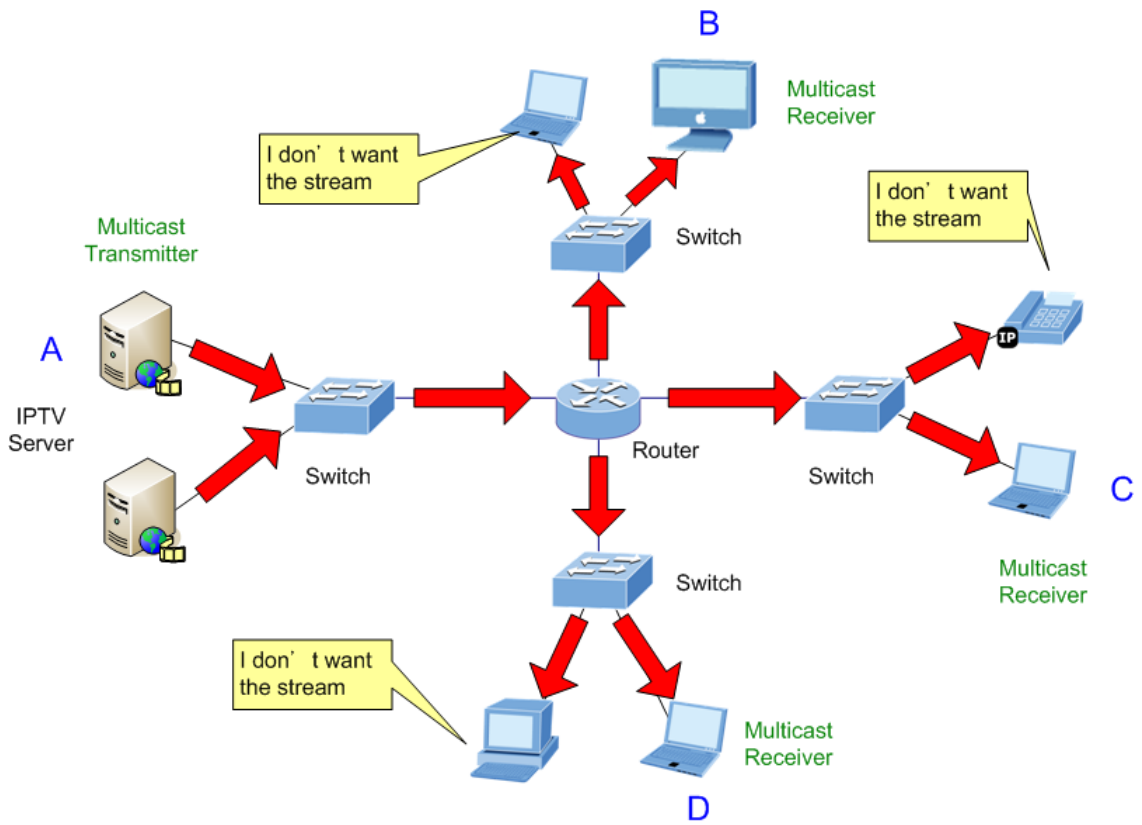 B
Multicast
Receiver
I don't want
the stream
I don't want
the stream
Multicast
Transmitter
Switch
A
IP
IPTV
Server
Router
Switch
Switch
C
Switch
Multicast
Receiver
I don't want
the stream
Multicast
Receiver
D